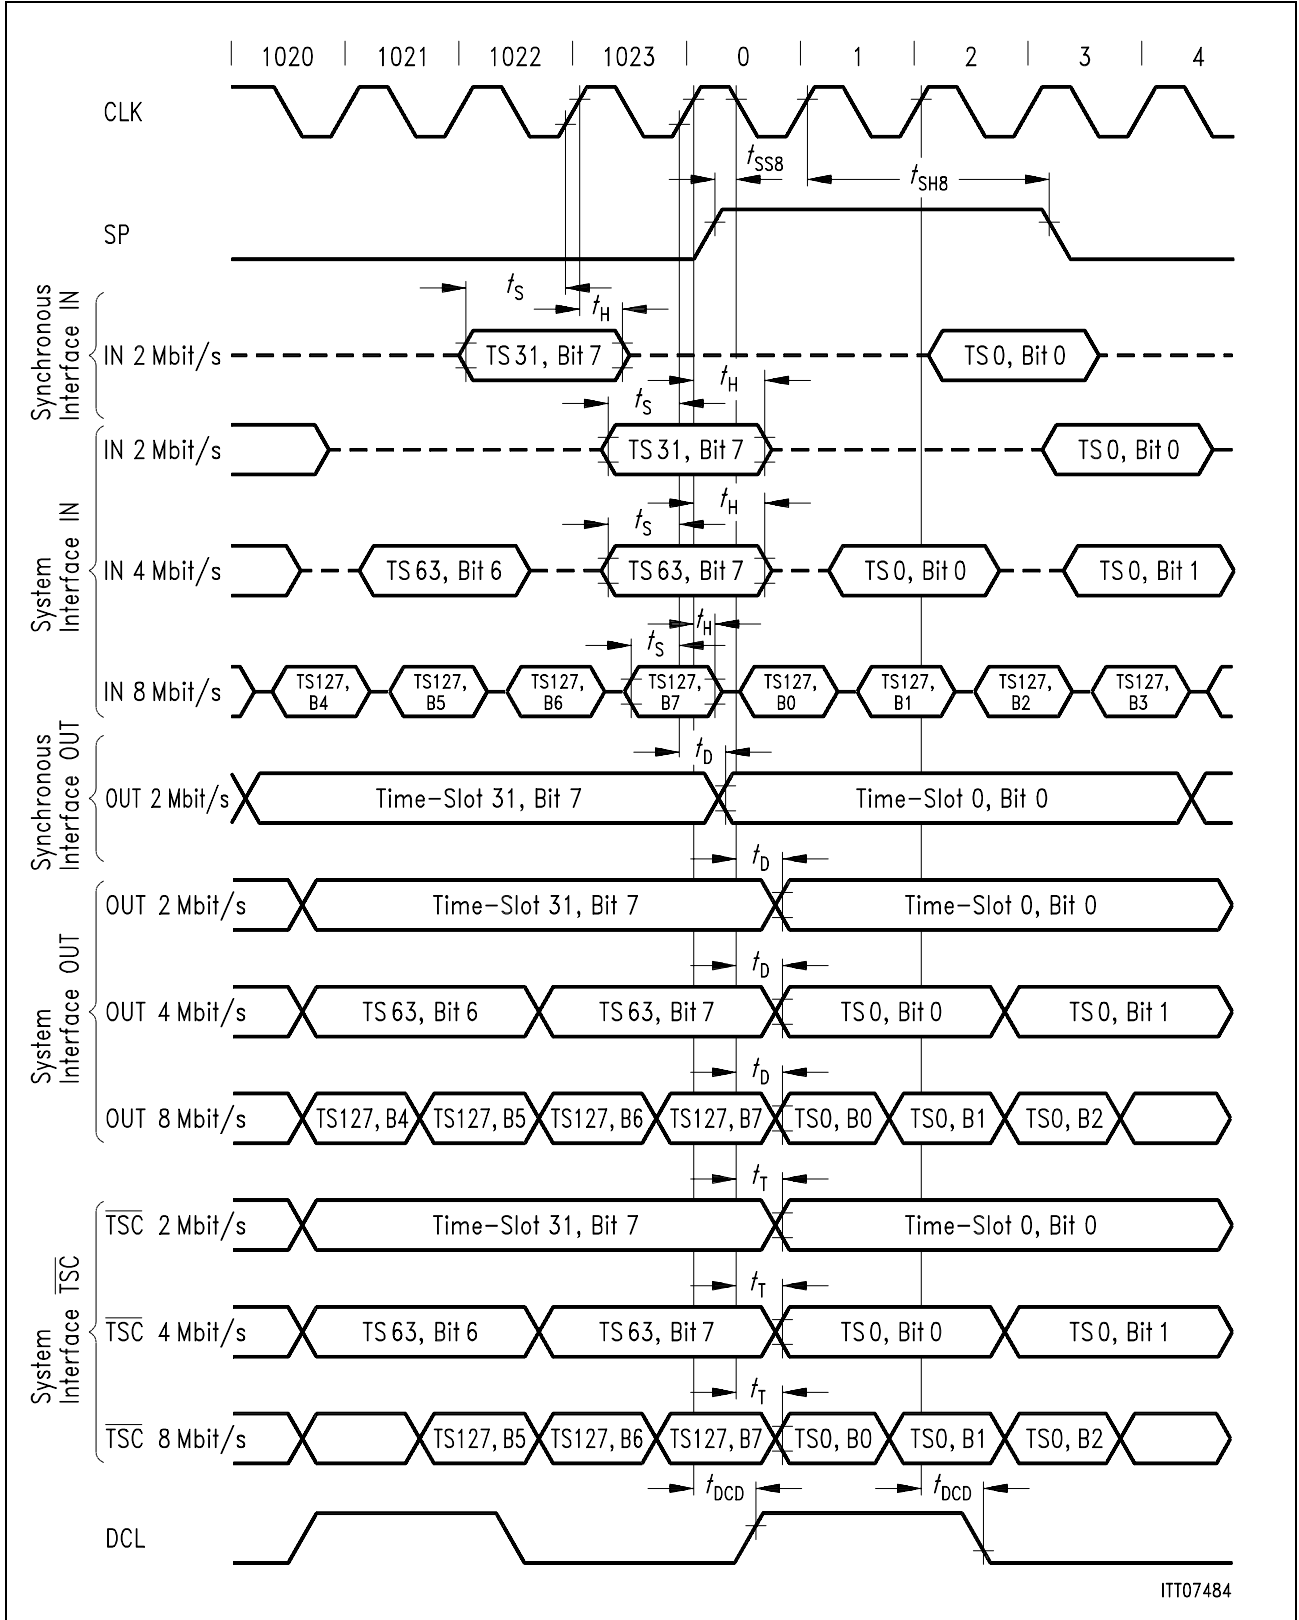 1020 1021 1022 1023 0 1 2 3 4
CLK
tSS8
tSH8
SP
tS
tH
Synchronous
Interface IN
IN 2 Mbit/s
TS 31, Bit 7
TS 0, Bit 0
tH
tS
System
Interface IN
IN 2 Mbit/s
TS 31, Bit 7
TS 0, Bit 0
tH
tS
IN 4 Mbit/s
TS 63, Bit 6
TS 63, Bit 7
TS 0, Bit 0
TS 0, Bit 1
tH
tS
IN 8 Mbit/s
TS127,
B4
TS127,
B5
TS127,
B6
TS127,
B7
TS127,
B0
TS127,
B1
TS127,
B2
TS127,
B3
tD
Synchronous
Interface OUT
OUT 2 Mbit/s
Time-Slot 31, Bit 7
Time-Slot 0, Bit 0
tD
System
Interface OUT
OUT 2 Mbit/s
Time-Slot 31, Bit 7
Time-Slot 0, Bit 0
tD
OUT 4 Mbit/s
TS 63, Bit 6
TS 63, Bit 7
TS 0, Bit 0
TS 0, Bit 1
tD
OUT 8 Mbit/s
TS127, B4
TS127, B5
TS127, B6
TS127, B7
TS0, B0
TS0, B1
TS0, B2
tT
System
Interface TSC
TSC 2 Mbit/s
Time-Slot 31, Bit 7
Time-Slot 0, Bit 0
tT
TSC 4 Mbit/s
TS 63, Bit 6
TS 63, Bit 7
TS 0, Bit 0
TS 0, Bit 1
tT
TSC 8 Mbit/s
TS127, B5
TS127, B6
TS127, B7
TS0, B0
TS0, B1
TS0, B2
tDCD
tDCD
DCL
ITT07484